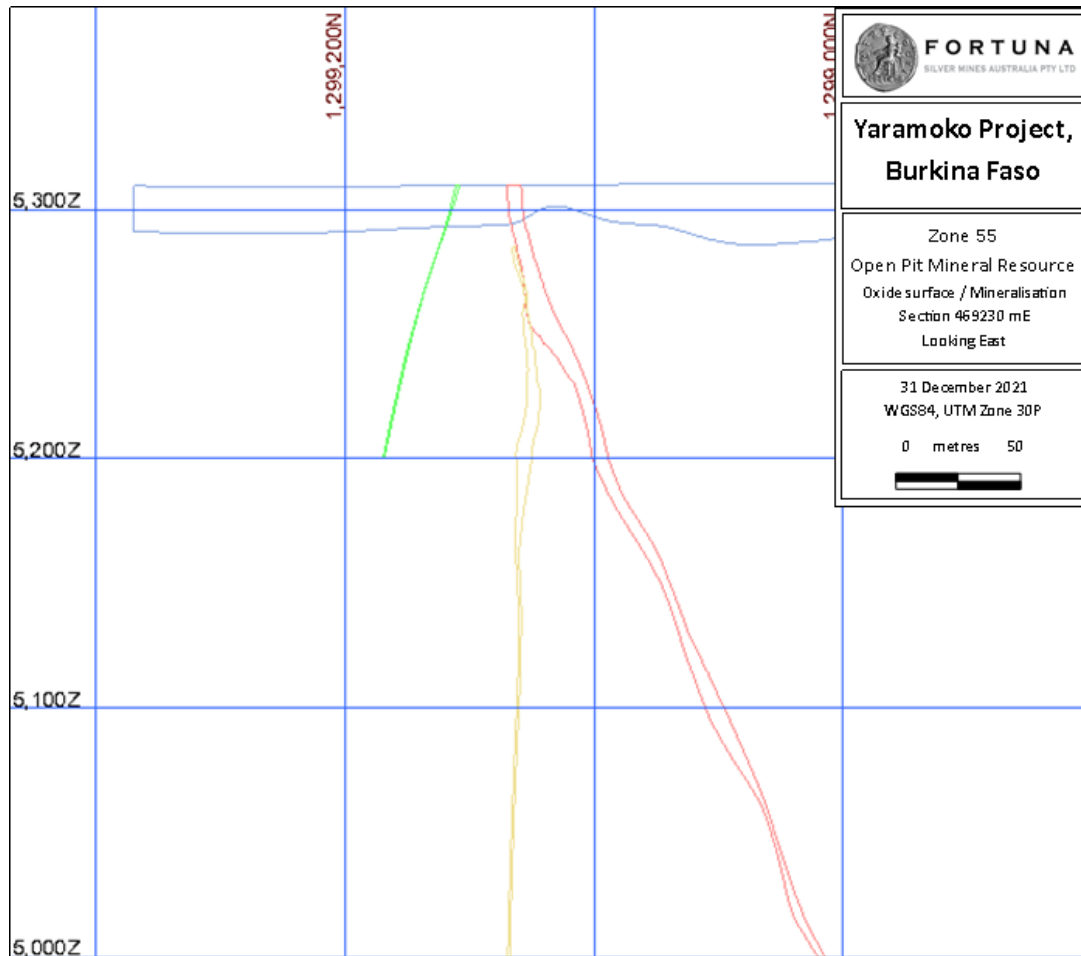 1,299,200N
1,299,000N
5,300Z
5,200Z
5,100Z
5,000Z
FORTUNA
SILVER MINES AUSTRALIA PTY LTD
Yaramoko Project,
Burkina Faso
Zone 55
Open Pit Mineral Resource
Oxide surface / Mineralisation
Section 469230 mE
Looking East
31 December 2021
WGS84, UTM Zone 30P
0 metres 50